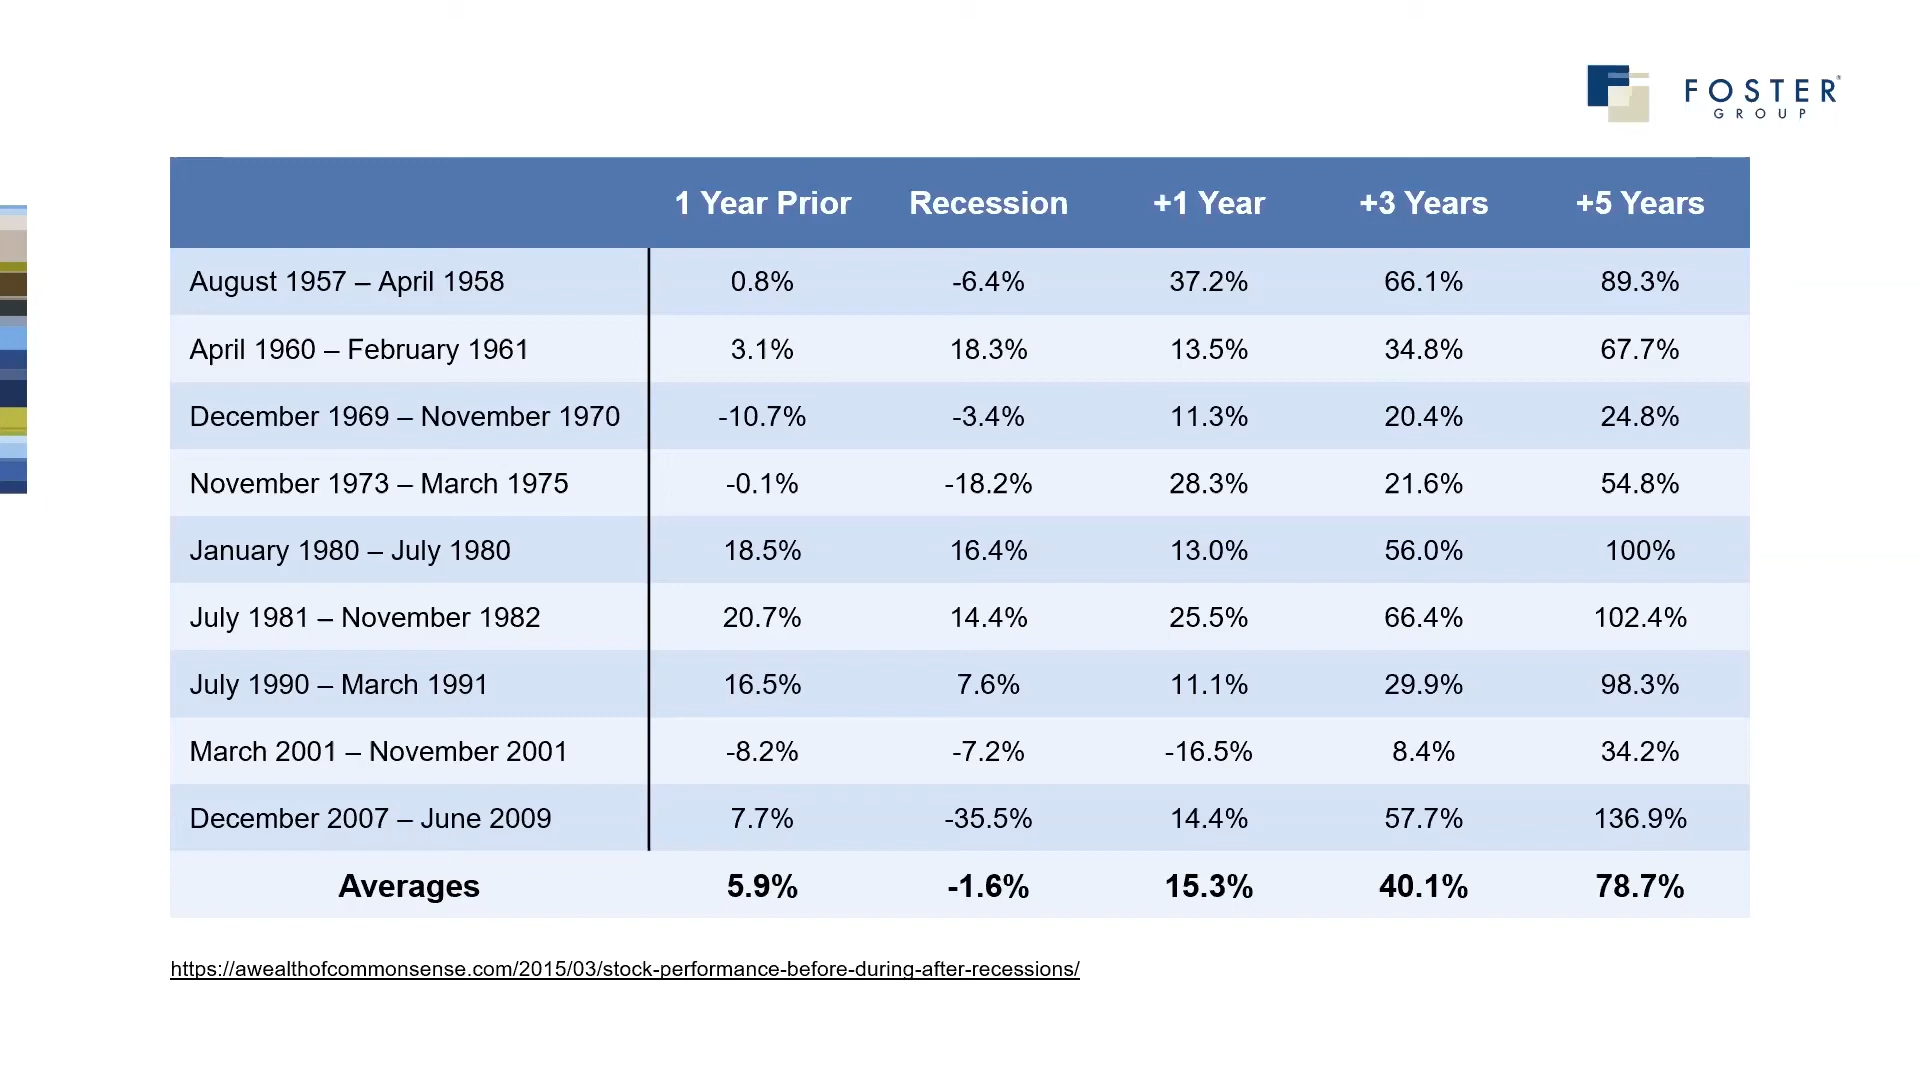 FOSTER®
GROUP
1 Year Prior Recession +1 Year +3 Years +5 Years
August 1957 – April 1958 0.8% -6.4% 37.2% 66.1% 89.3%
April 1960 – February 1961 3.1% 18.3% 13.5% 34.8% 67.7%
December 1969 – November 1970 -10.7% -3.4% 11.3% 20.4% 24.8%
November 1973 – March 1975 -0.1% -18.2% 28.3% 21.6% 54.8%
January 1980 – July 1980 18.5% 16.4% 13.0% 56.0% 100%
July 1981 – November 1982 20.7% 14.4% 25.5% 66.4% 102.4%
July 1990 – March 1991 16.5% 7.6% 11.1% 29.9% 98.3%
March 2001 – November 2001 -8.2% -7.2% -16.5% 8.4% 34.2%
December 2007 – June 2009 7.7% -35.5% 14.4% 57.7% 136.9%
Averages 5.9% -1.6% 15.3% 40.1% 78.7%
https://awealthofcommonsense.com/2015/03/stock-performance-before-during-after-recessions/